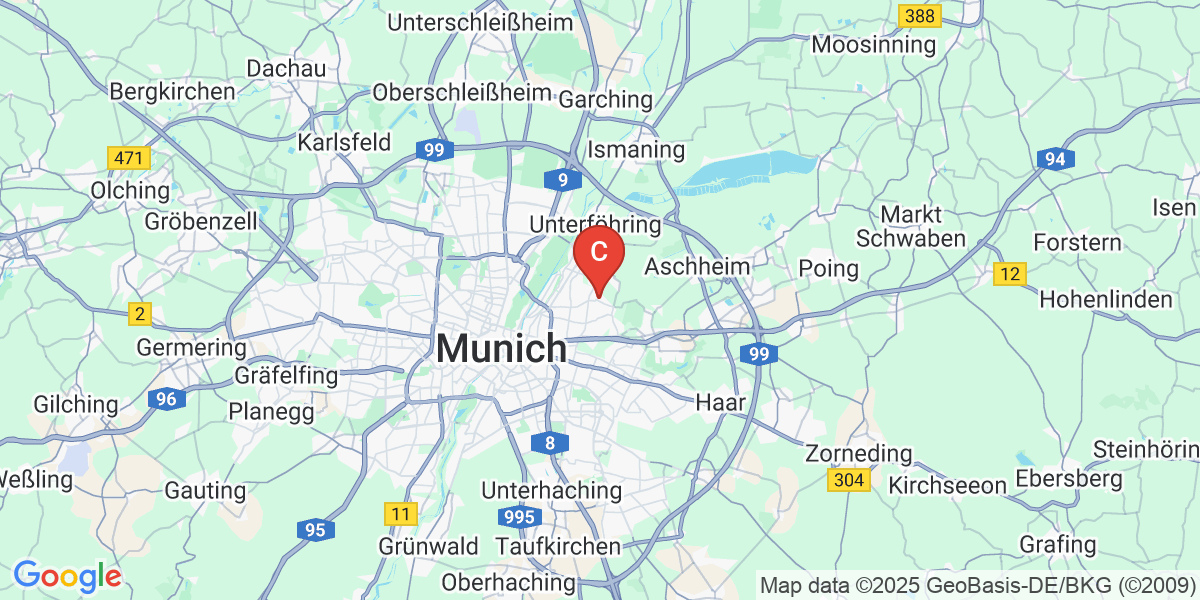 Unterschleißheim
388
Moosinning
Dachau
Bergkirchen
Oberschleißheim
Garching
Karlsfeld
99
Ismaning
471
94
9
Olching
Gröbenzell
Unterföhring
Markt
Schwaben
Isen
Forstern
C
Aschheim
Poing
12
Hohenlinden
2
Germering
Munich
99
Gräfelfing
96
Gilching
Planegg
Haar
8
Zorneding
Steinhörin
Weßling
Gauting
304
Kirchseeon
Ebersberg
Unterhaching
11
995
95
Grünwald
Taufkirchen
Grafing
Oberhaching
Google
Map data ©2025 GeoBasis-DE/BKG (©2009)